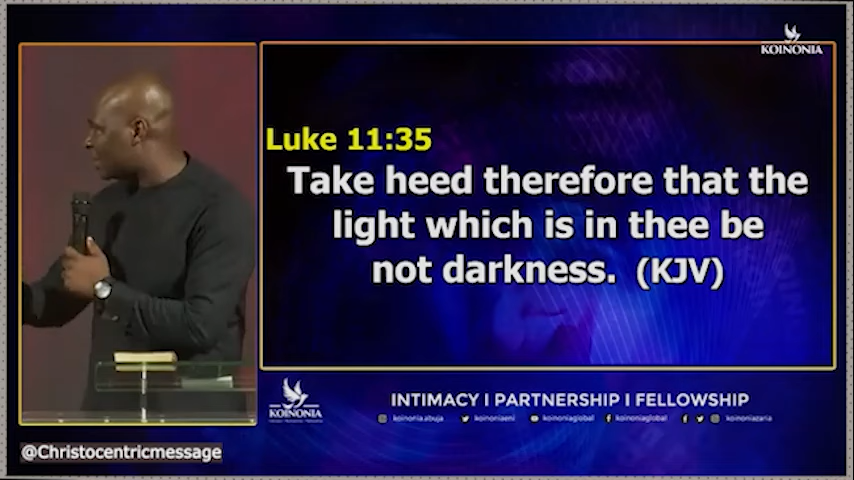 KOINONIA
Luke 11:35
Take heed therefore that the
light which is in thee be
not darkness. (KJV)
KOINONIA
INTIMACY I PARTNERSHIP I FELLOWSHIP
koinonia.abuja koinoniaeni koinoniaglobal koinoniaglobal koinoniazaria
@Christocentricmessage